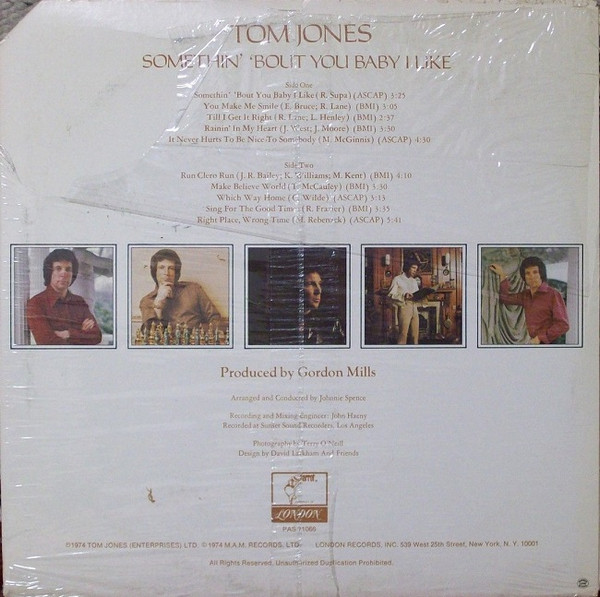 TOM JONES
SOMETHIN' 'BOUT YOU BABY I LIKE
Side One
Somethin' 'Bout You Baby I Like (R. Supa) (ASCAP) 3:25
You Make Me Smile (E. Bruce; R. Lane) (BMI) 3:05
Till I Get It Right (R. Lane; L. Henley) (BMI) 2:37
Rainin' In My Heart (J. West; J. Moore) (BMI) 3:50
It Never Hurts To Be Nice To Somebody (M. McGinnis) (ASCAP) 4:30
Side Two
Run Clero Run (J. R. Bailey; K. Williams; M. Kent) (BMI) 4:10
Make Believe World (T. McCauley) (BMI) 3:30
Which Way Home (G. Wilde) (ASCAP) 3:13
Sing For The Good Times (R. Frazier) (BMI) 3:35
Right Place, Wrong Time (M. Rebenack) (ASCAP) 3:41
Produced by Gordon Mills
Arranged and Conducted by Johnnie Spence
Recording and Mixing Engineer: John Haeny
Recorded at Sunset Sound Recorders, Los Angeles
Photography by Terry O'Neill
Design by David Larkham And Friends
LONDON
PAS 71066
℗1974 TOM JONES (ENTERPRISES) LTD. ©1974 M.A.M. RECORDS, LTD. LONDON RECORDS, INC. 539 West 25th Street, New York, N. Y. 10001
All Rights Reserved, Unauthorized Duplication Prohibited.